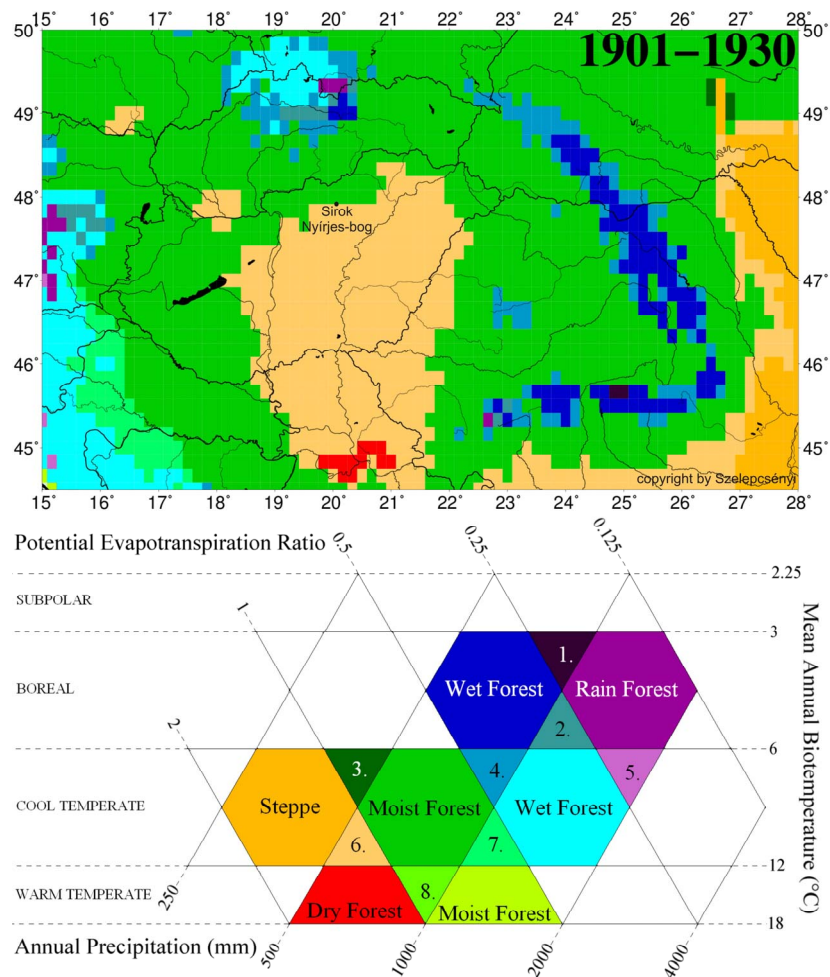 15 16 17 18 19 20 21 22 23 24 25 26 27 28
50 50
1901–1930
49 49
48 48
Sirok
Nyírjes-bog
47 47
46 46
45 45
copyright by Szelepcsényi
15 16 17 18 19 20 21 22 23 24 25 26 27 28
Potential Evapotranspiration Ratio
0.5 0.25 0.125
2.25
SUBPOLAR
1
3
1.
BOREAL
Wet Forest Rain Forest
2.
2
6
3. 4. 5.
COOL TEMPERATE
Steppe Moist Forest Wet Forest
6. 7.
12
250
WARM TEMPERATE
8.
Dry Forest Moist Forest
18
Mean Annual Biotemperature (°C)
Annual Precipitation (mm)
500 1000 2000 4000